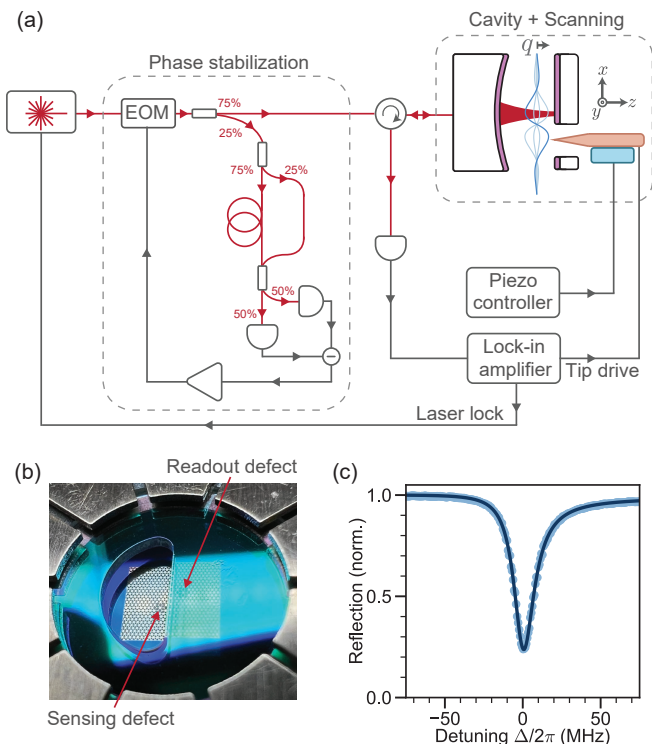 (a)
Cavity + Scanning
Phase stabilization
q
x
y
z
EOM
75%
25%
75%
25%
50%
50%
Piezo
controller
Lock-in
amplifier
Tip drive
Laser lock
(b)
Readout defect
Sensing defect
(c)
Reflection (norm.)
1.0
0.5
0.0
−50
0
50
Detuning Δ/2π (MHz)